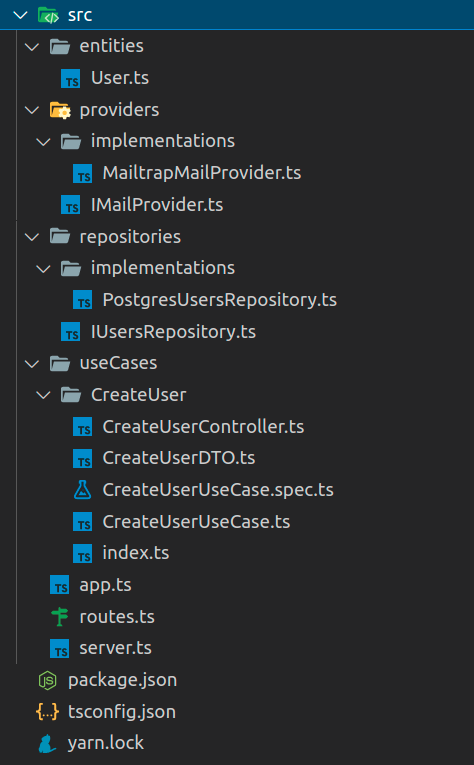 src
entities
TS User.ts
providers
implementations
TS MailtrapMailProvider.ts
TS IMailProvider.ts
repositories
implementations
TS PostgresUsersRepository.ts
TS IUsersRepository.ts
useCases
CreateUser
TS CreateUserController.ts
TS CreateUserDTO.ts
CreateUserUseCase.spec.ts
TS CreateUserUseCase.ts
TS index.ts
TS app.ts
routes.ts
TS server.ts
JS package.json
{...} tsconfig.json
yarn.lock